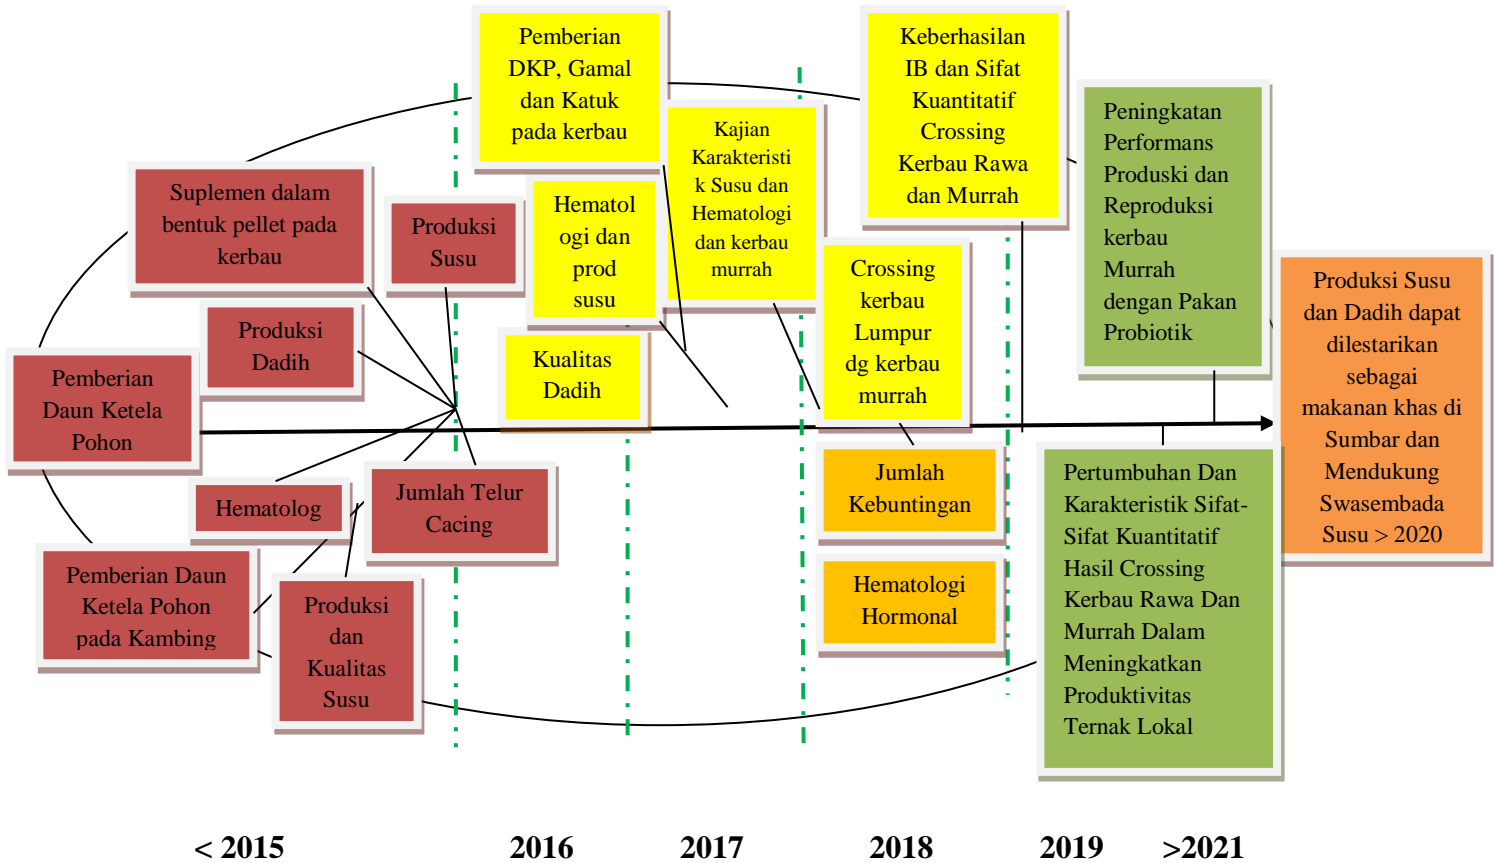 Pemberian
DKP, Gamal
dan Katuk
pada kerbau
Keberhasilan
IB dan Sifat
Kuantitatif
Crossing
Kerbau Rawa
dan Murrah
Peningkatan
Performans
Produski dan
Reproduksi
kerbau
Murrah
dengan Pakan
Probiotik
Kajian
Karakteristi
k Susu dan
Hematologi
dan kerbau
murrah
Suplemen dalam
bentuk pellet pada
kerbau
Produksi
Susu
Hematol
ogi dan
prod
susu
Crossing
kerbau
Lumpur
dg kerbau
murrah
Produksi Susu
dan Dadih dapat
dilestarikan
sebagai
makanan khas di
Sumbar dan
Mendukung
Swasembada
Susu > 2020
Produksi
Dadih
Kualitas
Dadih
Pemberian
Daun Ketela
Pohon
Hematolog
Jumlah Telur
Cacing
Jumlah
Kebuntingan
Pertumbuhan Dan
Karakteristik Sifat-
Sifat Kuantitatif
Hasil Crossing
Kerbau Rawa Dan
Murrah Dalam
Meningkatkan
Produktivitas
Ternak Lokal
Pemberian Daun
Ketela Pohon
pada Kambing
Produksi
dan
Kualitas
Susu
Hematologi
Hormonal
< 2015 2016 2017 2018 2019 >2021